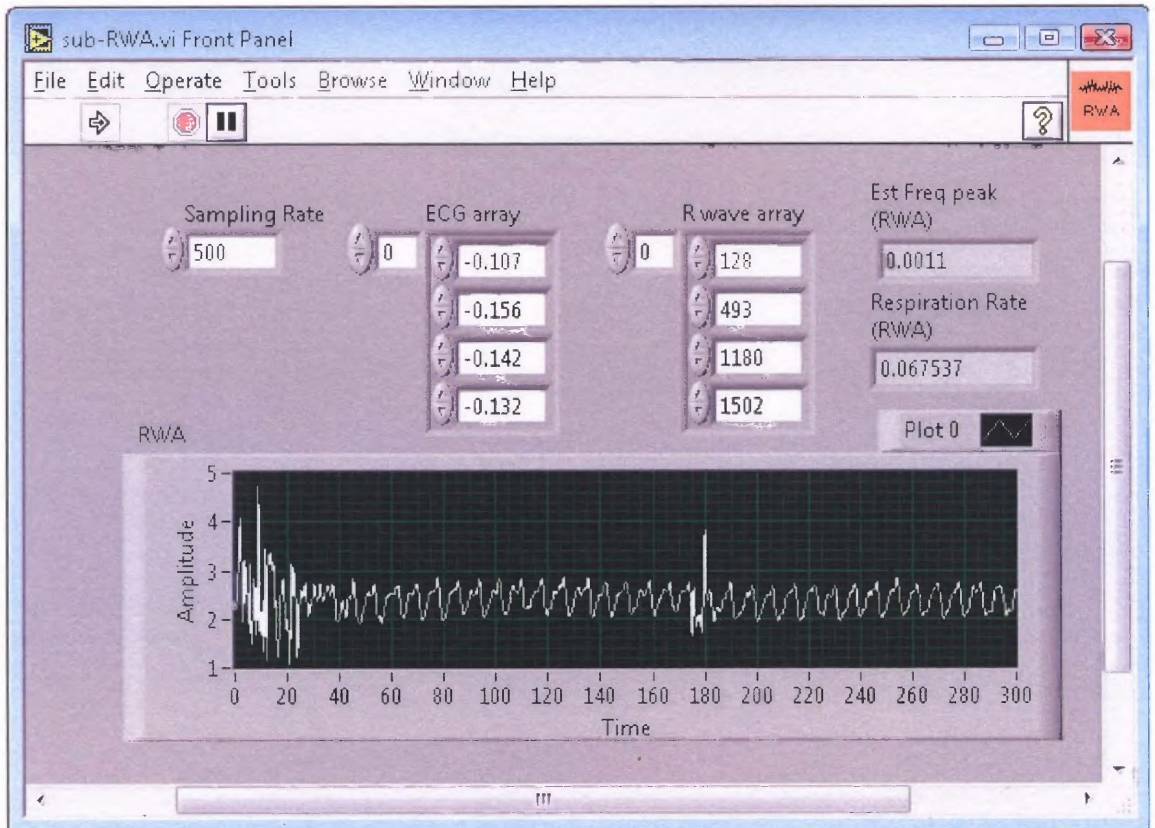 sub-RWA.vi Front Panel
File Edit Operate Tools Browse Window Help
RWA
Sampling Rate
500
ECG array
0
-0.107
-0.156
-0.142
-0.132
R wave array
0
128
493
1180
1502
Est Freq peak
(RWA)
0.0011
Respiration Rate
(RWA)
0.067537
Plot 0
RWA
Amplitude
5
4
3
2
1
0 20 40 60 80 100 120 140 160 180 200 220 240 260 280 300
Time